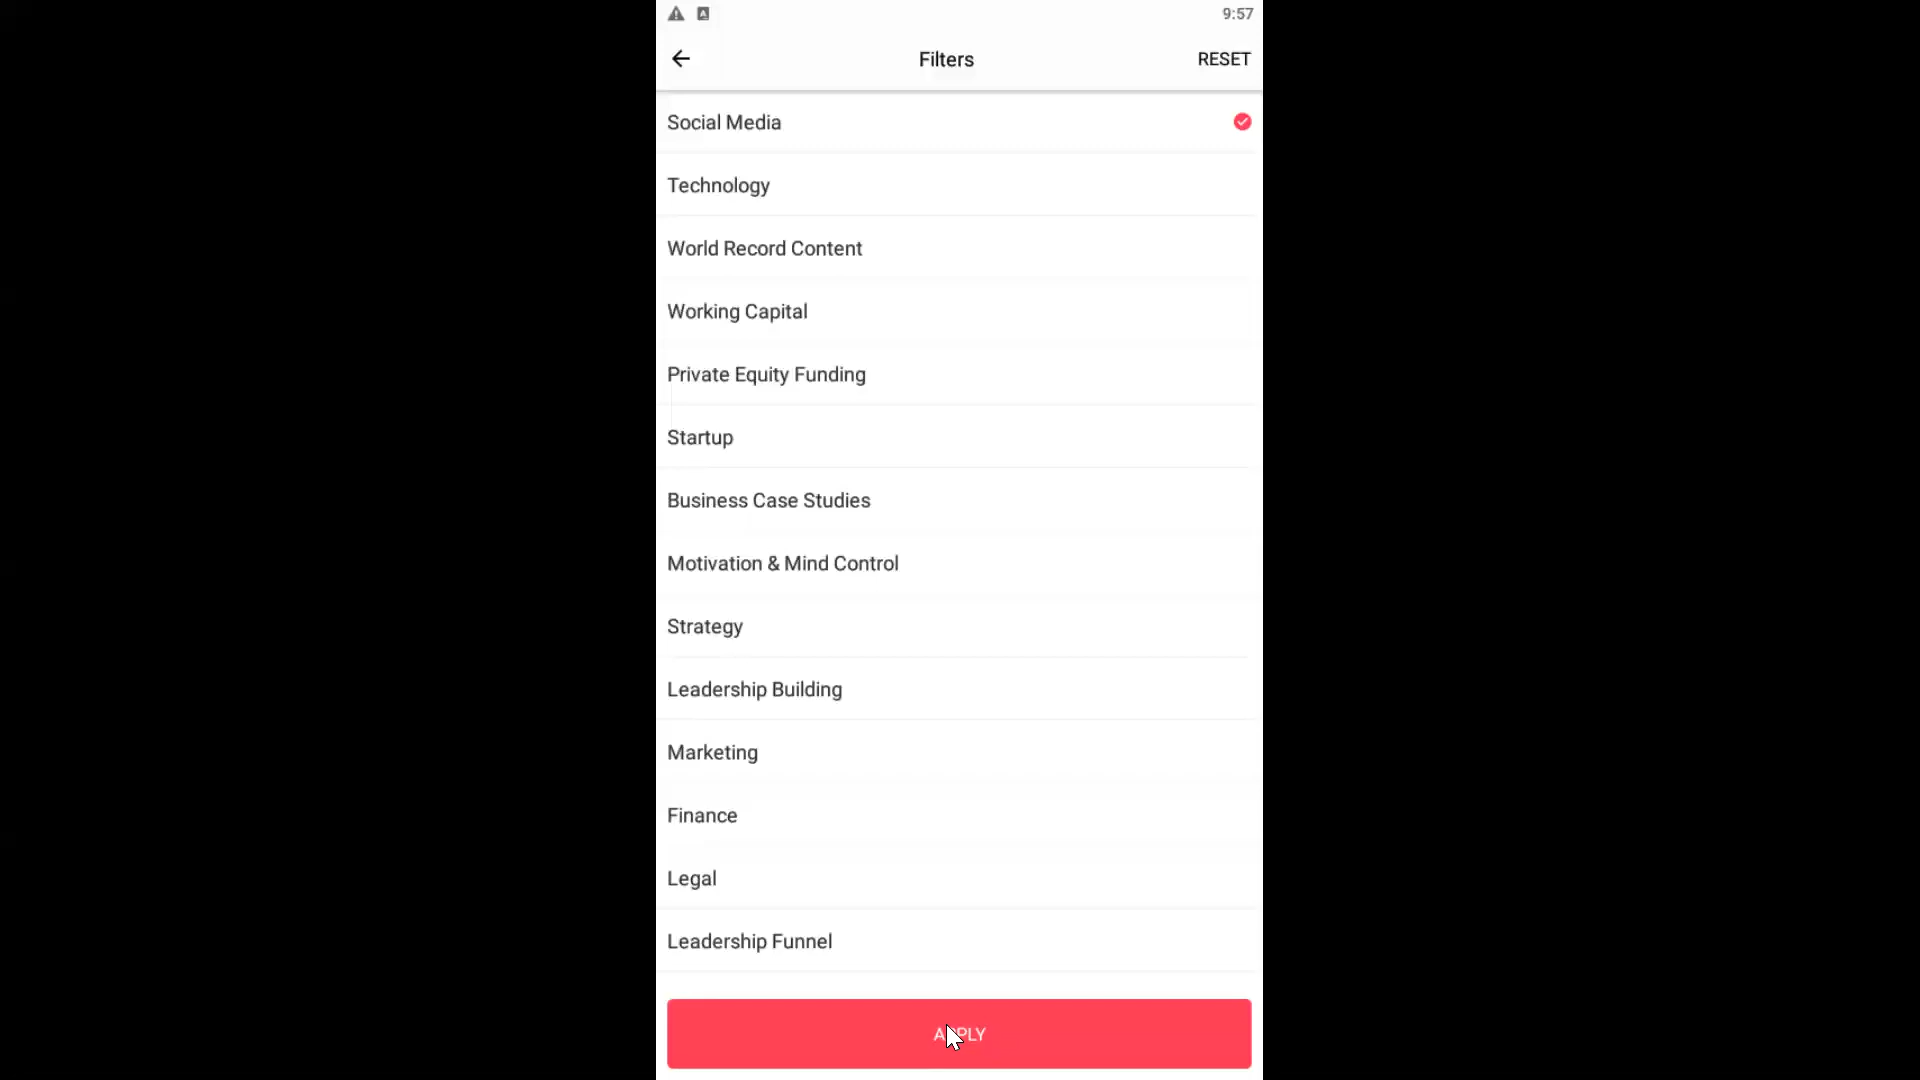 9:57
Filters
RESET
Social Media
Technology
World Record Content
Working Capital
Private Equity Funding
Startup
Business Case Studies
Motivation & Mind Control
Strategy
Leadership Building
Marketing
Finance
Legal
Leadership Funnel
APPLY